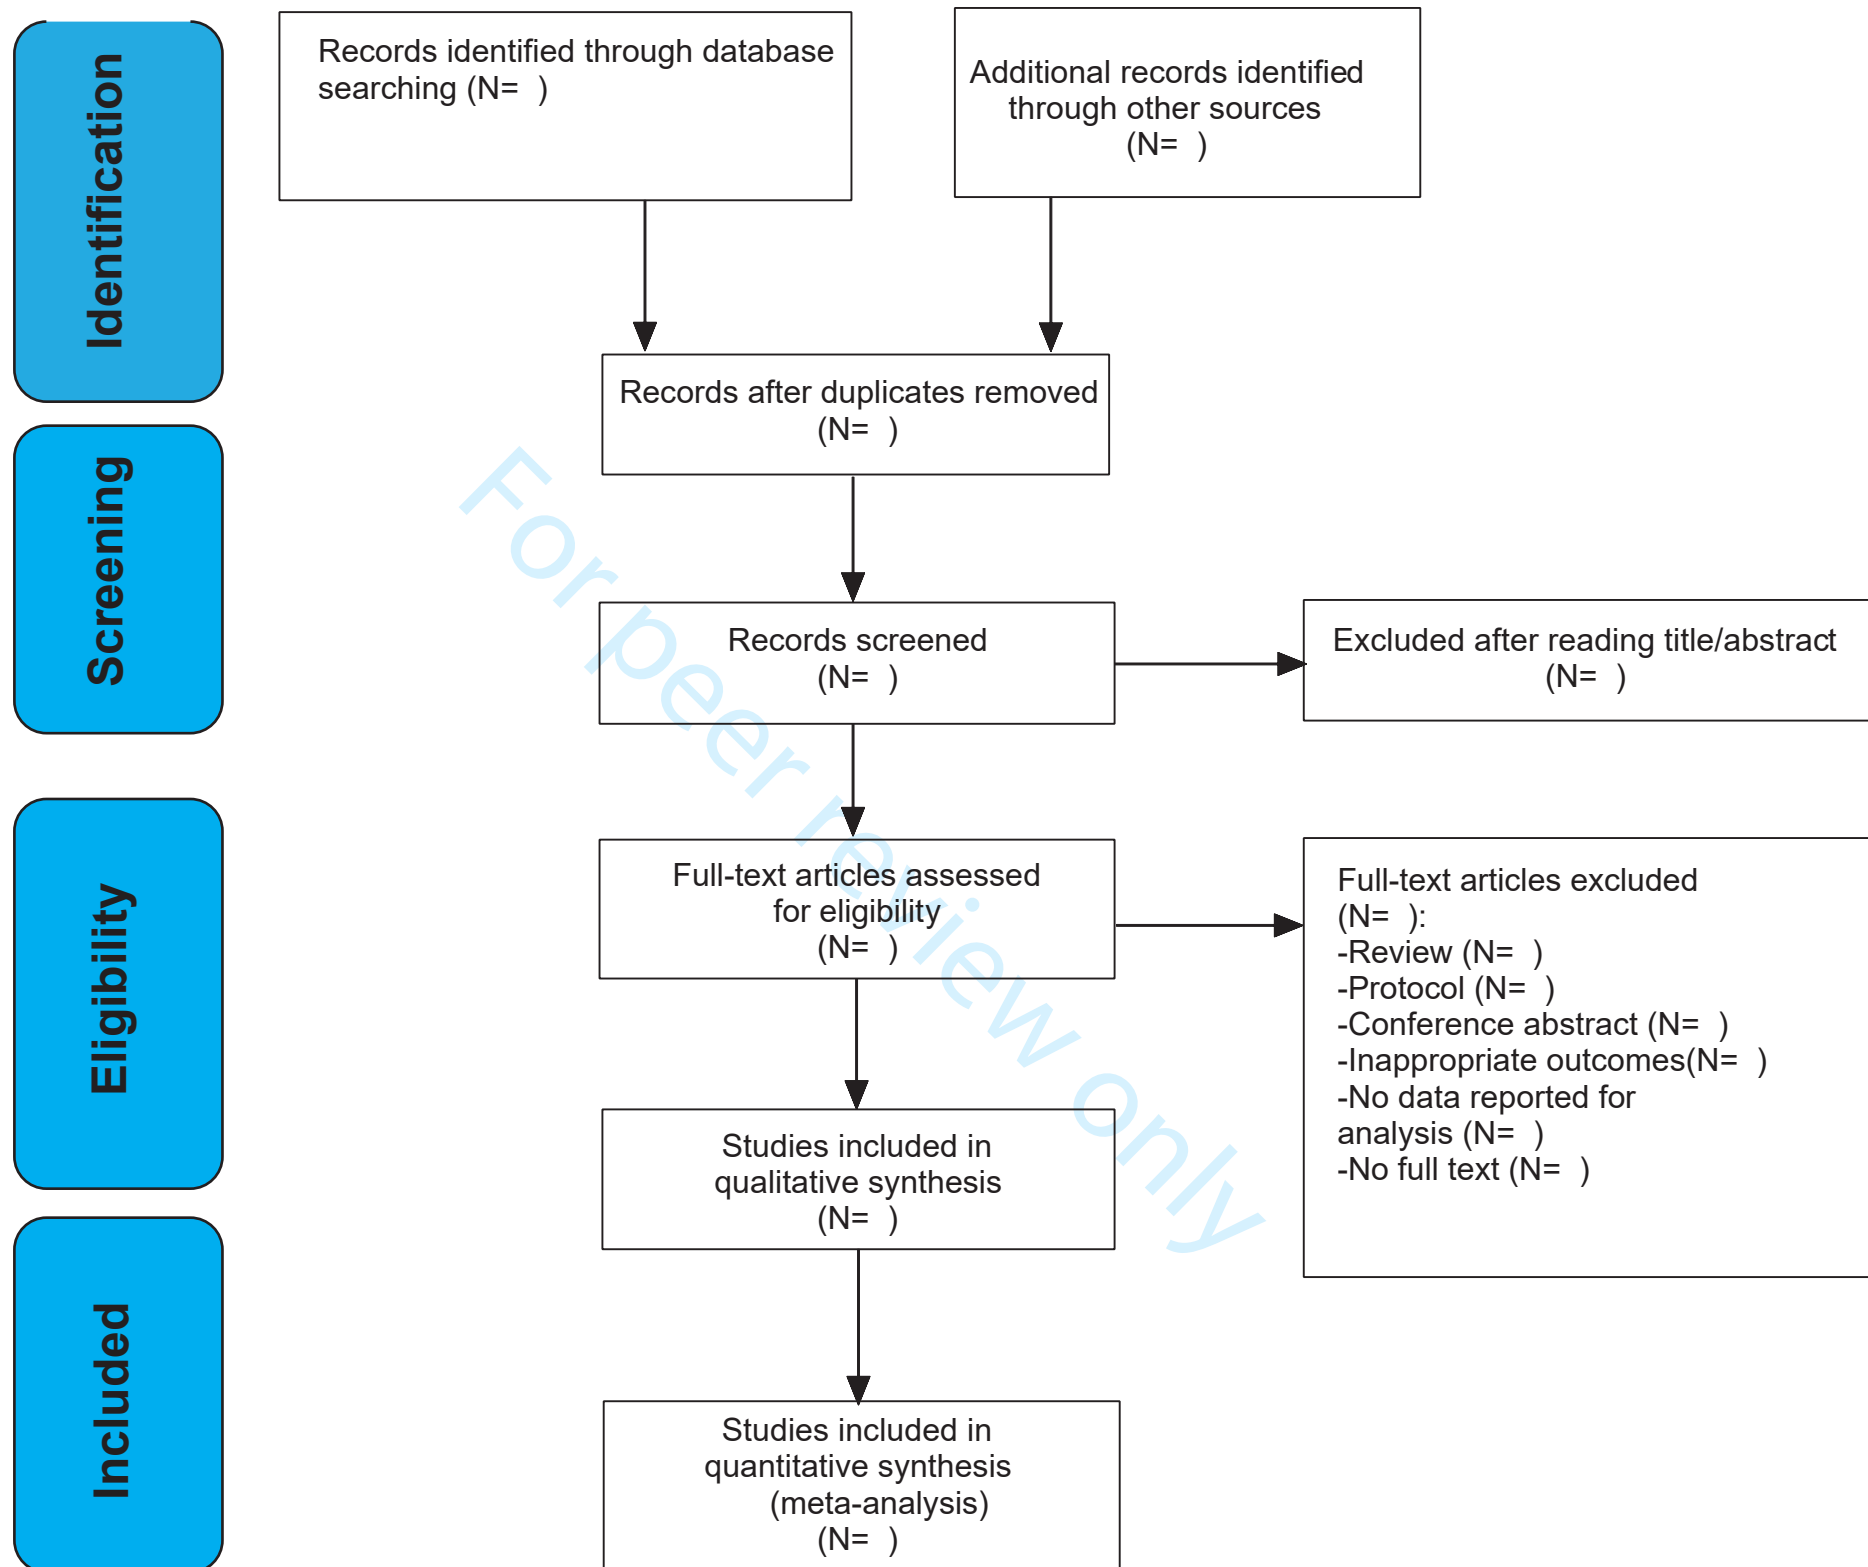 Identification
Records identified through database
searching (N=  )
Additional records identified
through other sources
(N=  )
Records after duplicates removed
(N=  )
Screening
Records screened
(N=  )
Excluded after reading title/abstract
(N=  )
Eligibility
Full-text articles assessed
for eligibility
(N=  )
Full-text articles excluded
(N=  ):
-Review (N=  )
-Protocol (N=  )
-Conference abstract (N=  )
-Inappropriate outcomes(N=  )
-No data reported for
analysis (N=  )
-No full text (N=  )
Studies included in
qualitative synthesis
(N=  )
Included
Studies included in
quantitative synthesis
(meta-analysis)
(N=  )
For peer review only